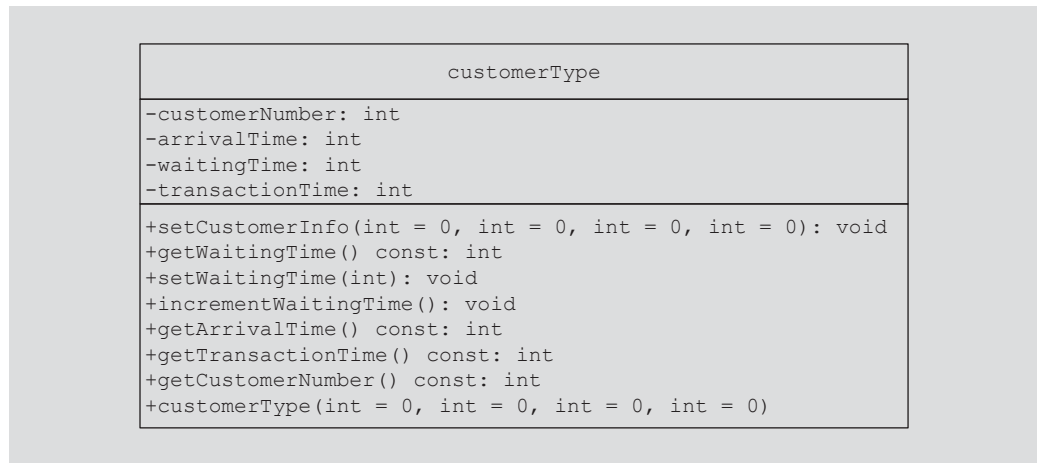 customerType
-customerNumber: int
-arrivalTime: int
-waitingTime: int
-transactionTime: int
+setCustomerInfo(int = 0, int = 0, int = 0, int = 0): void
+getWaitingTime() const: int
+setWaitingTime(int): void
+incrementWaitingTime(): void
+getArrivalTime() const: int
+getTransactionTime() const: int
+getCustomerNumber() const: int
+customerType(int = 0, int = 0, int = 0, int = 0)